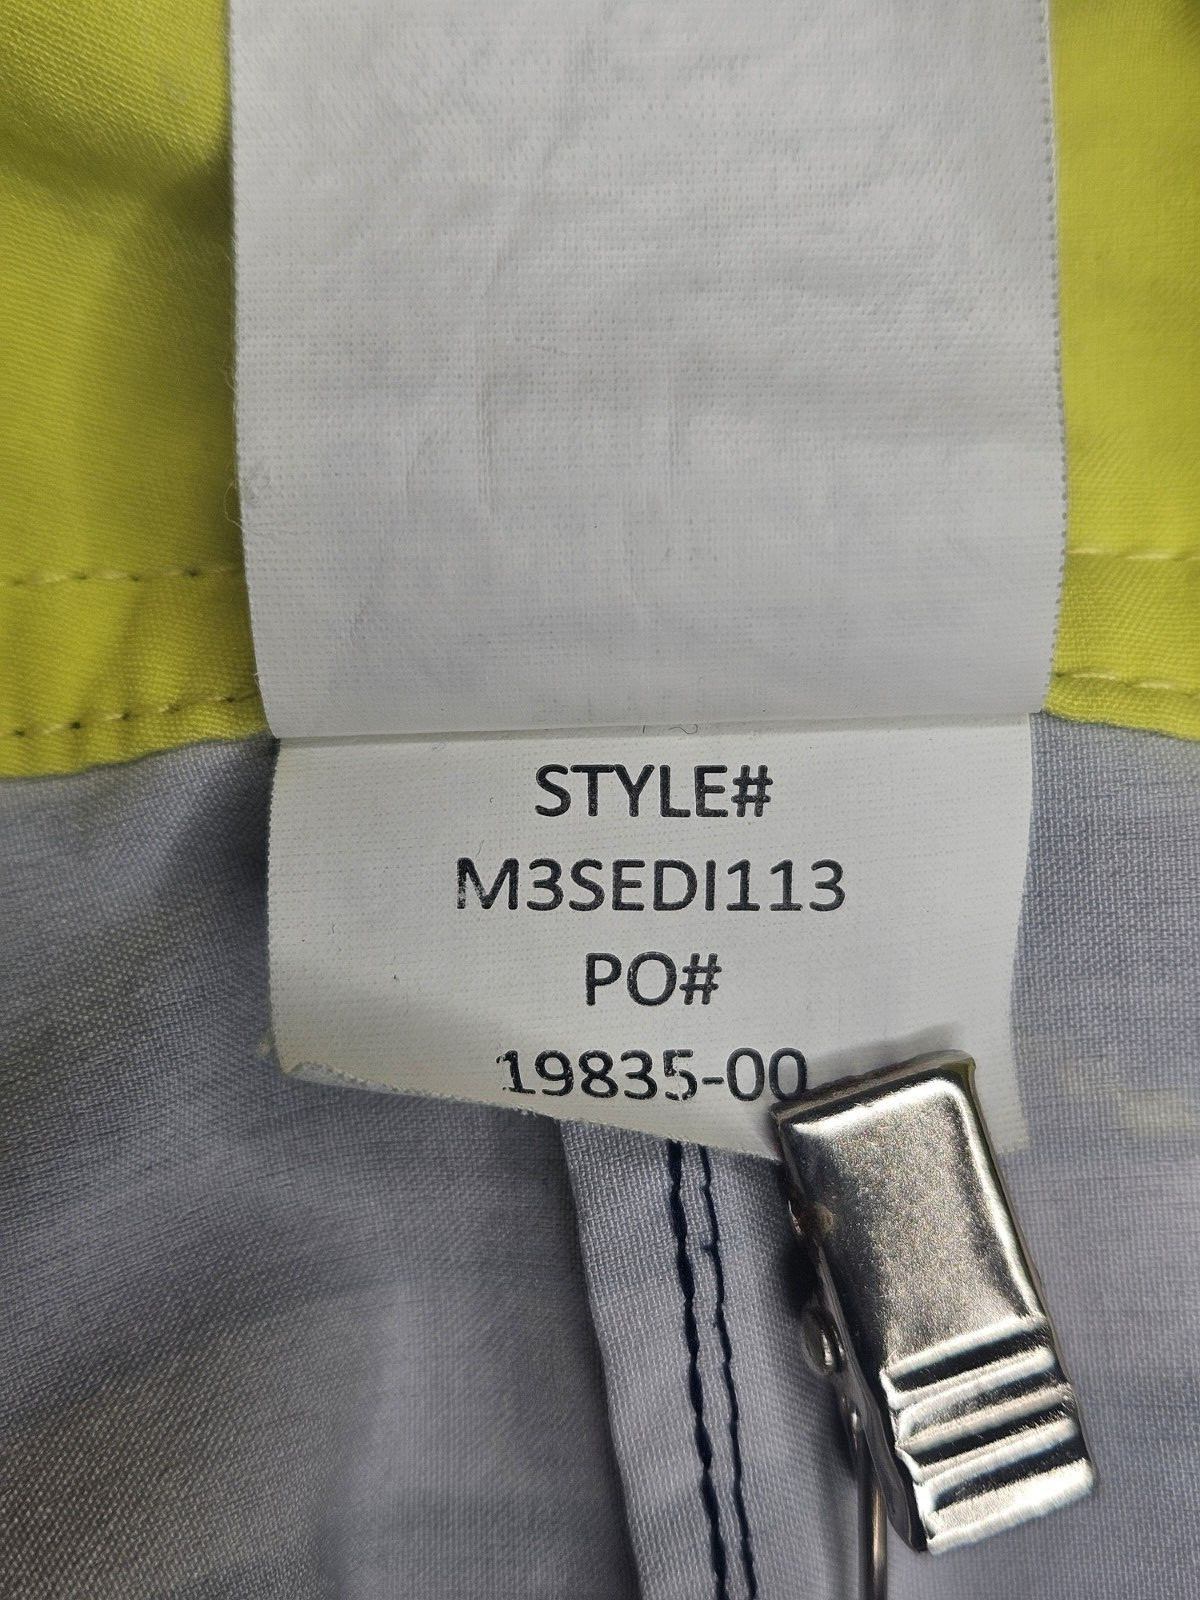 STYLE#
M3SEDI113
PO#
19835-00